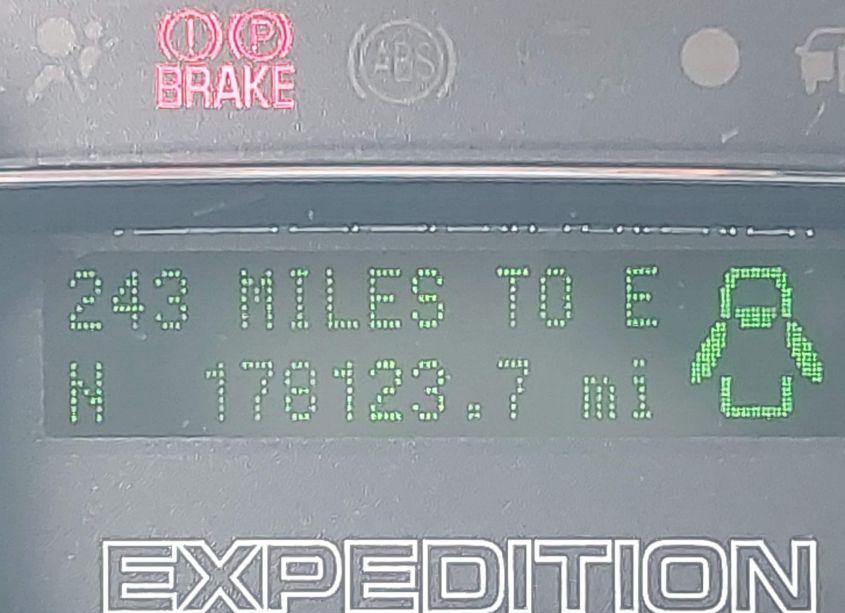 ! P
BRAKE
ABS
243 MILES TO E
N 178123.7 mi
EXPEDITION